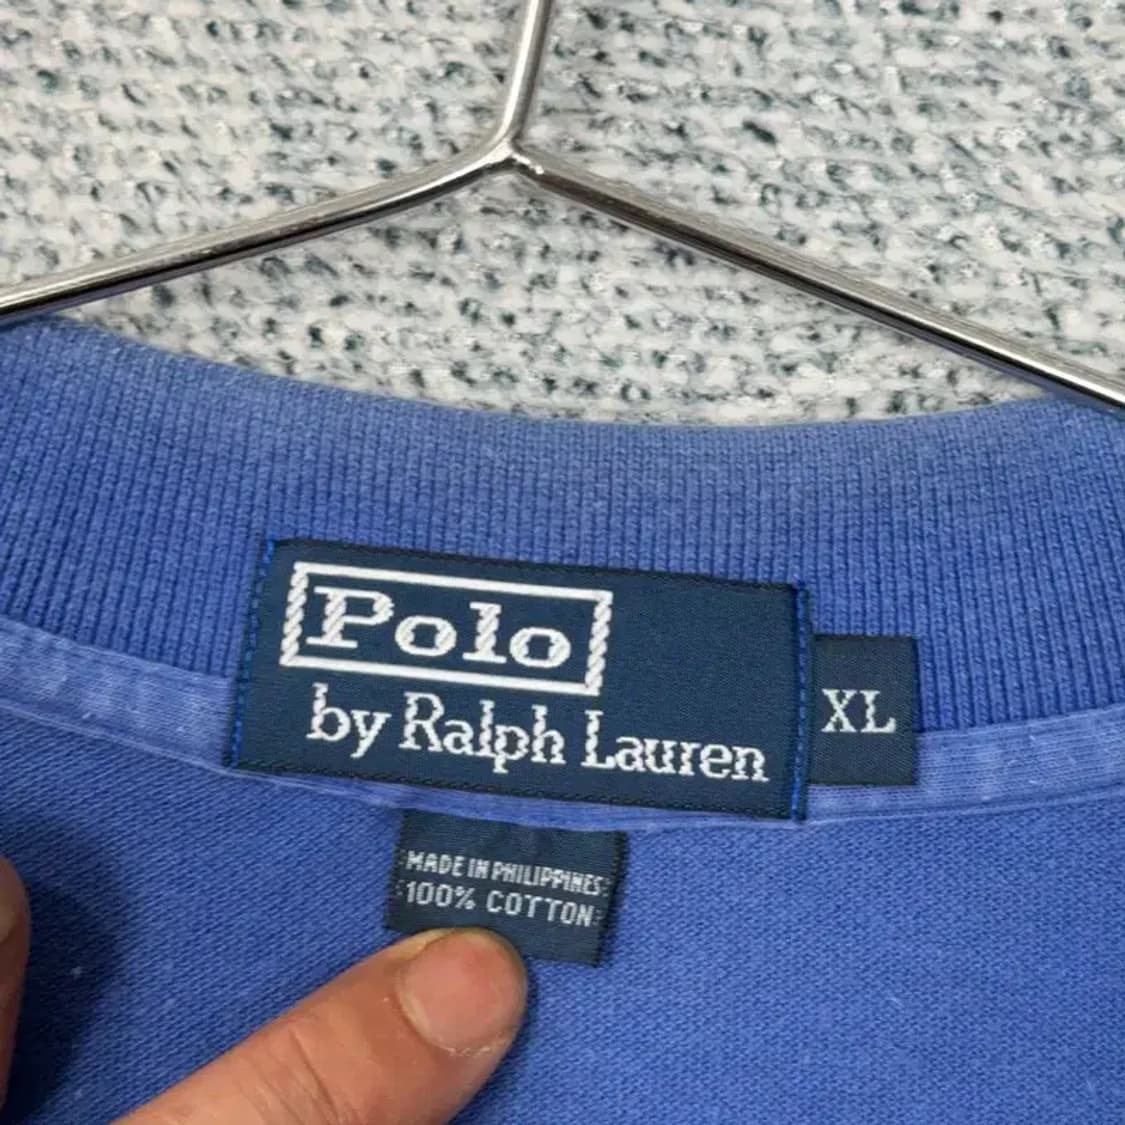 Polo
by Ralph Lauren
XL
MADE IN PHILIPPINES
100% COTTON